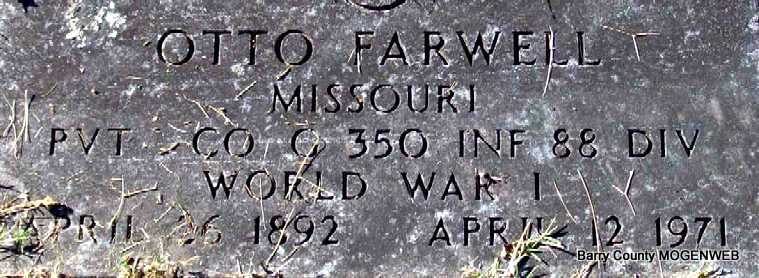 OTTO FARWELL
MISSOURI
PVT CO 350 INF 88 DIV
WORLD WAR I
APRIL 26 1892 APRIL 12 1971
Barry County MOGENWEB